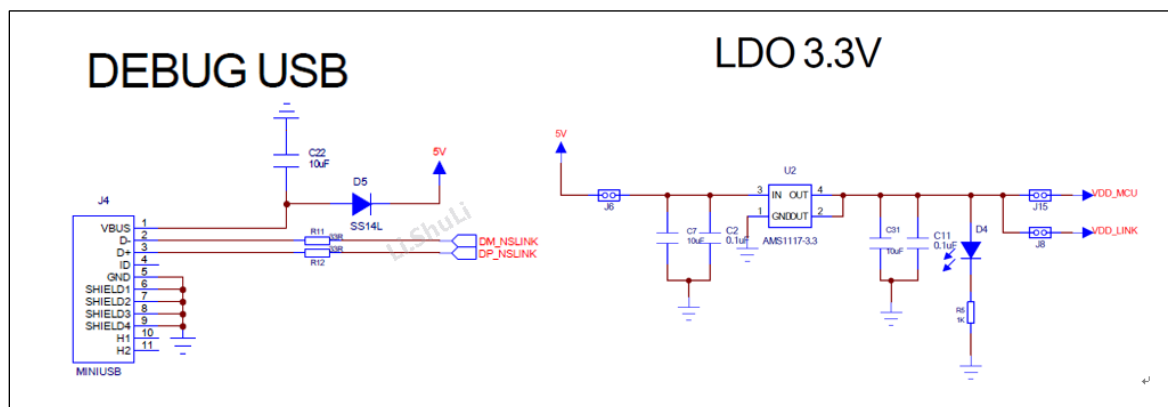 DEBUG USB
C22
10uF
5V
D5
SS14L
J4
VBUS 1
D- 2
D+ 3
ID 4
GND 5
SHIELD1 6
SHIELD2 7
SHIELD3 8
SHIELD4 9
H1 10
H2 11
MINIUSB
R11
33R
DM_NSLINK
33R
DP_NSLINK
R12
LI.ShuLi
LDO 3.3V
5V
J6
C7
10uF
C2
0.1uF
U2
3 IN OUT 4
1 GNDOUT 2
AMS1117-3.3
C31
10uF
C11
0.1uF
D4
R6
1K
J15
VDD_MCU
J8
VDD_LINK